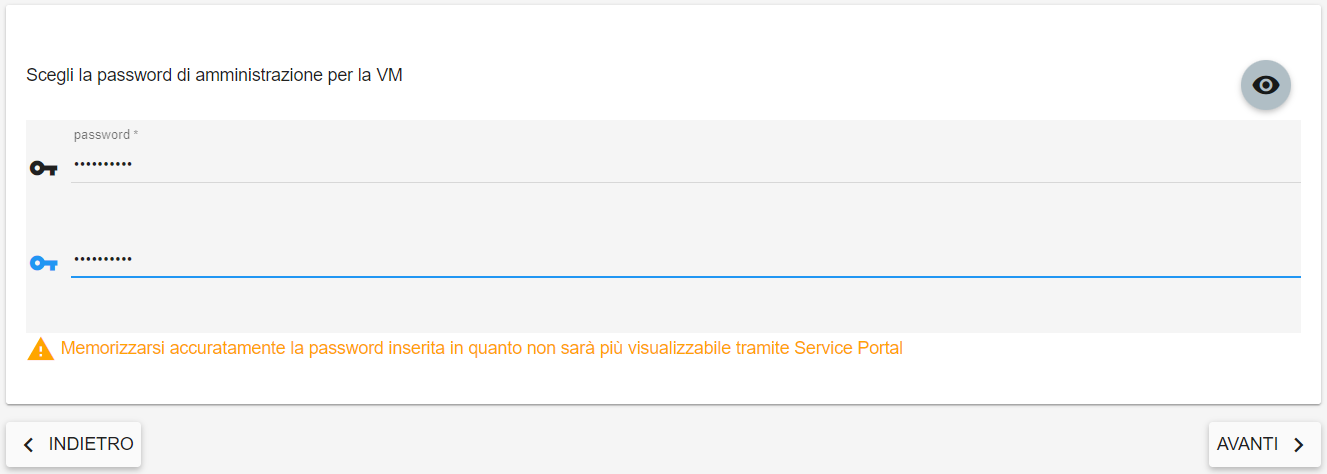 Scegli la password di amministrazione per la VM
password *
••••••••••
••••••••••
Memorizzarsi accuratamente la password inserita in quanto non sarà più visualizzabile tramite Service Portal
INDIETRO
AVANTI